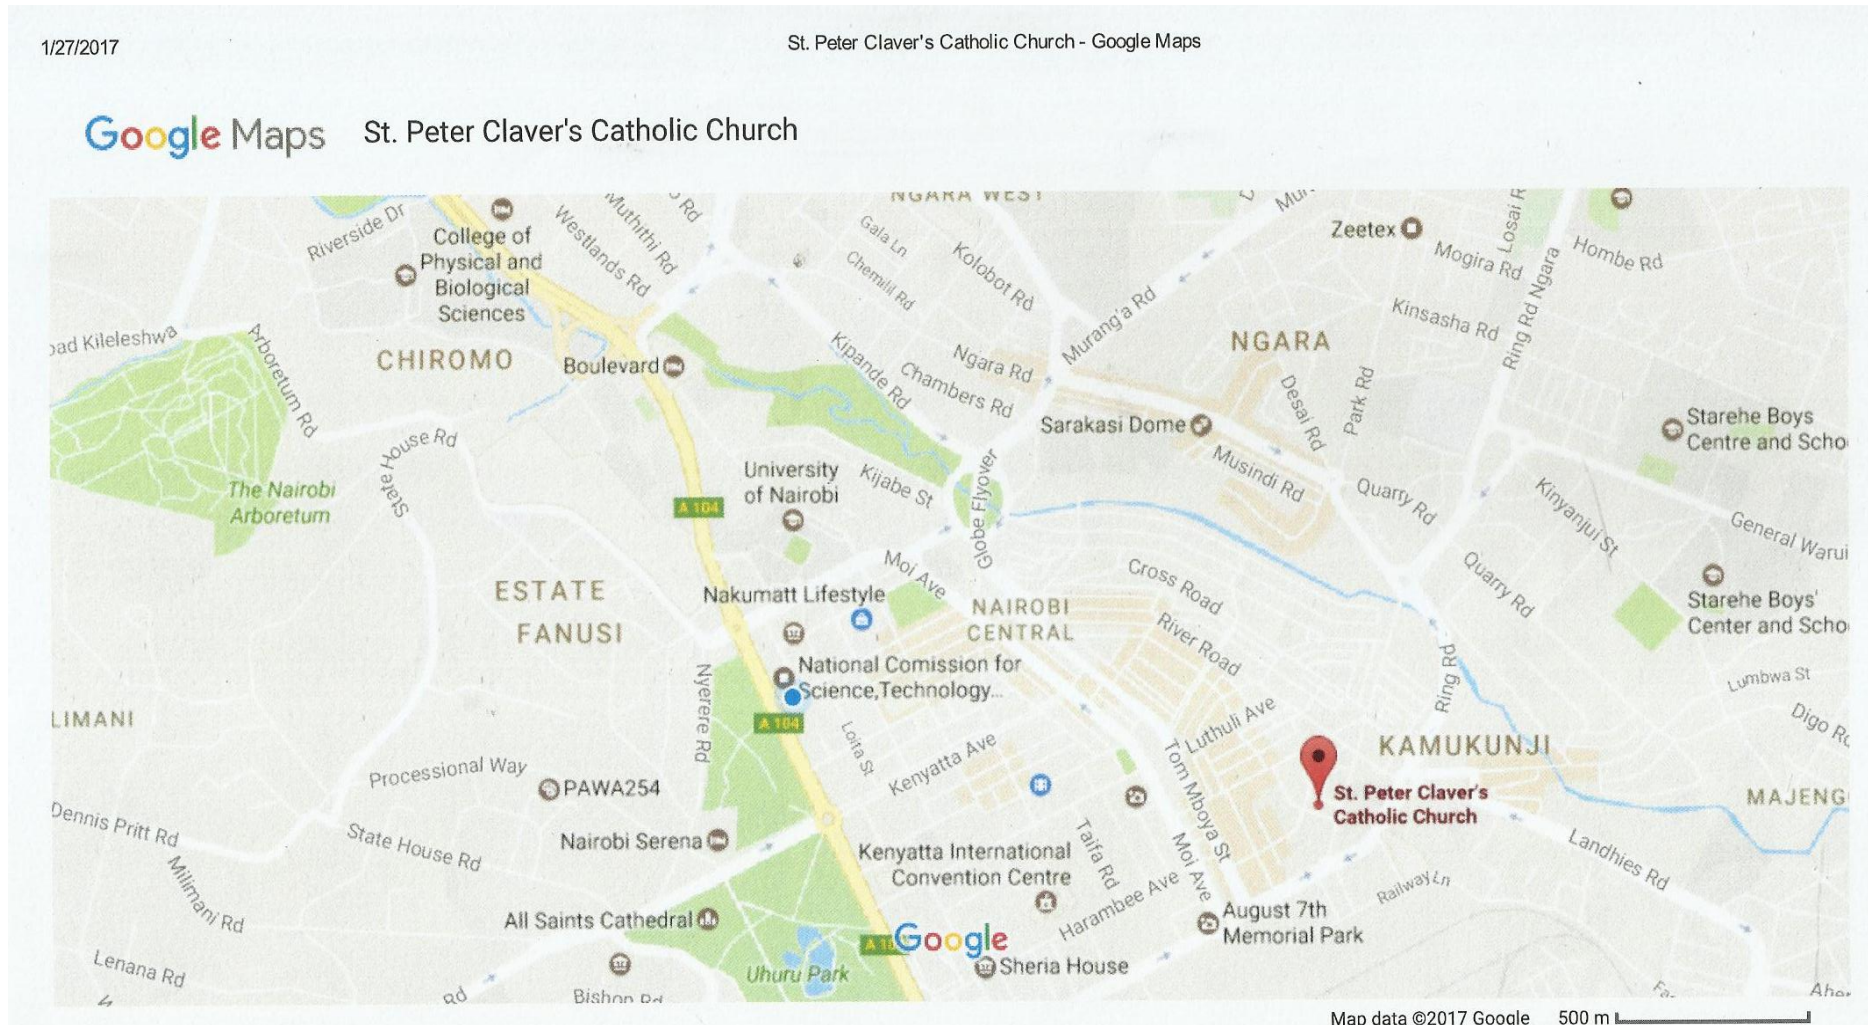 1/27/2017
St. Peter Claver's Catholic Church - Google Maps
Google Maps
St. Peter Claver's Catholic Church
NGARA WEST
Riverside Dr
College of
Physical and
Biological
Sciences
Westlands Rd
Muthithi Rd
Rd
Gala Ln
Chemilil Rd
Kolobot Rd
Murang'a Rd
Zeetex
Mogira Rd
Losai R
Ring Rd Ngara
Hombe Rd
Kinsasha Rd
oad Kileleshwa
Arboretum Rd
CHIROMO
Boulevard
Kipande Rd
Ngara Rd
Chambers Rd
NGARA
Desai Rd
Park Rd
Sarakasi Dome
Musindi Rd
Starehe Boys
Centre and Scho
State House Rd
The Nairobi
Arboretum
A 104
University
of Nairobi
Kijabe St
Globe Flyover
Quarry Rd
Kinyanjui St
General Warui
Moi Ave
Cross Road
Quarry Rd
Starehe Boys'
Center and Scho
ESTATE
FANUSI
Nakumatt Lifestyle
NAIROBI
CENTRAL
River Road
Nyerere Rd
National Comission for
Science,Technology...
A 104
Ring Rd
Lumbwa St
Digo R
LIMANI
Loita St
Kenyatta Ave
Luthuli Ave
Tom Mboya St
KAMUKUNJI
St. Peter Claver's
Catholic Church
MAJENG
Processional Way
PAWA254
Dennis Pritt Rd
State House Rd
Nairobi Serena
Milimani Rd
Kenyatta International
Convention Centre
Taifa Rd
Moi Ave
Harambee Ave
Railway Ln
Landhies Rd
All Saints Cathedral
August 7th
Memorial Park
A 10
Google
Sheria House
Lenana Rd
Uhuru Park
Rd
Bishop Rd
Map data ©2017 Google
500 m